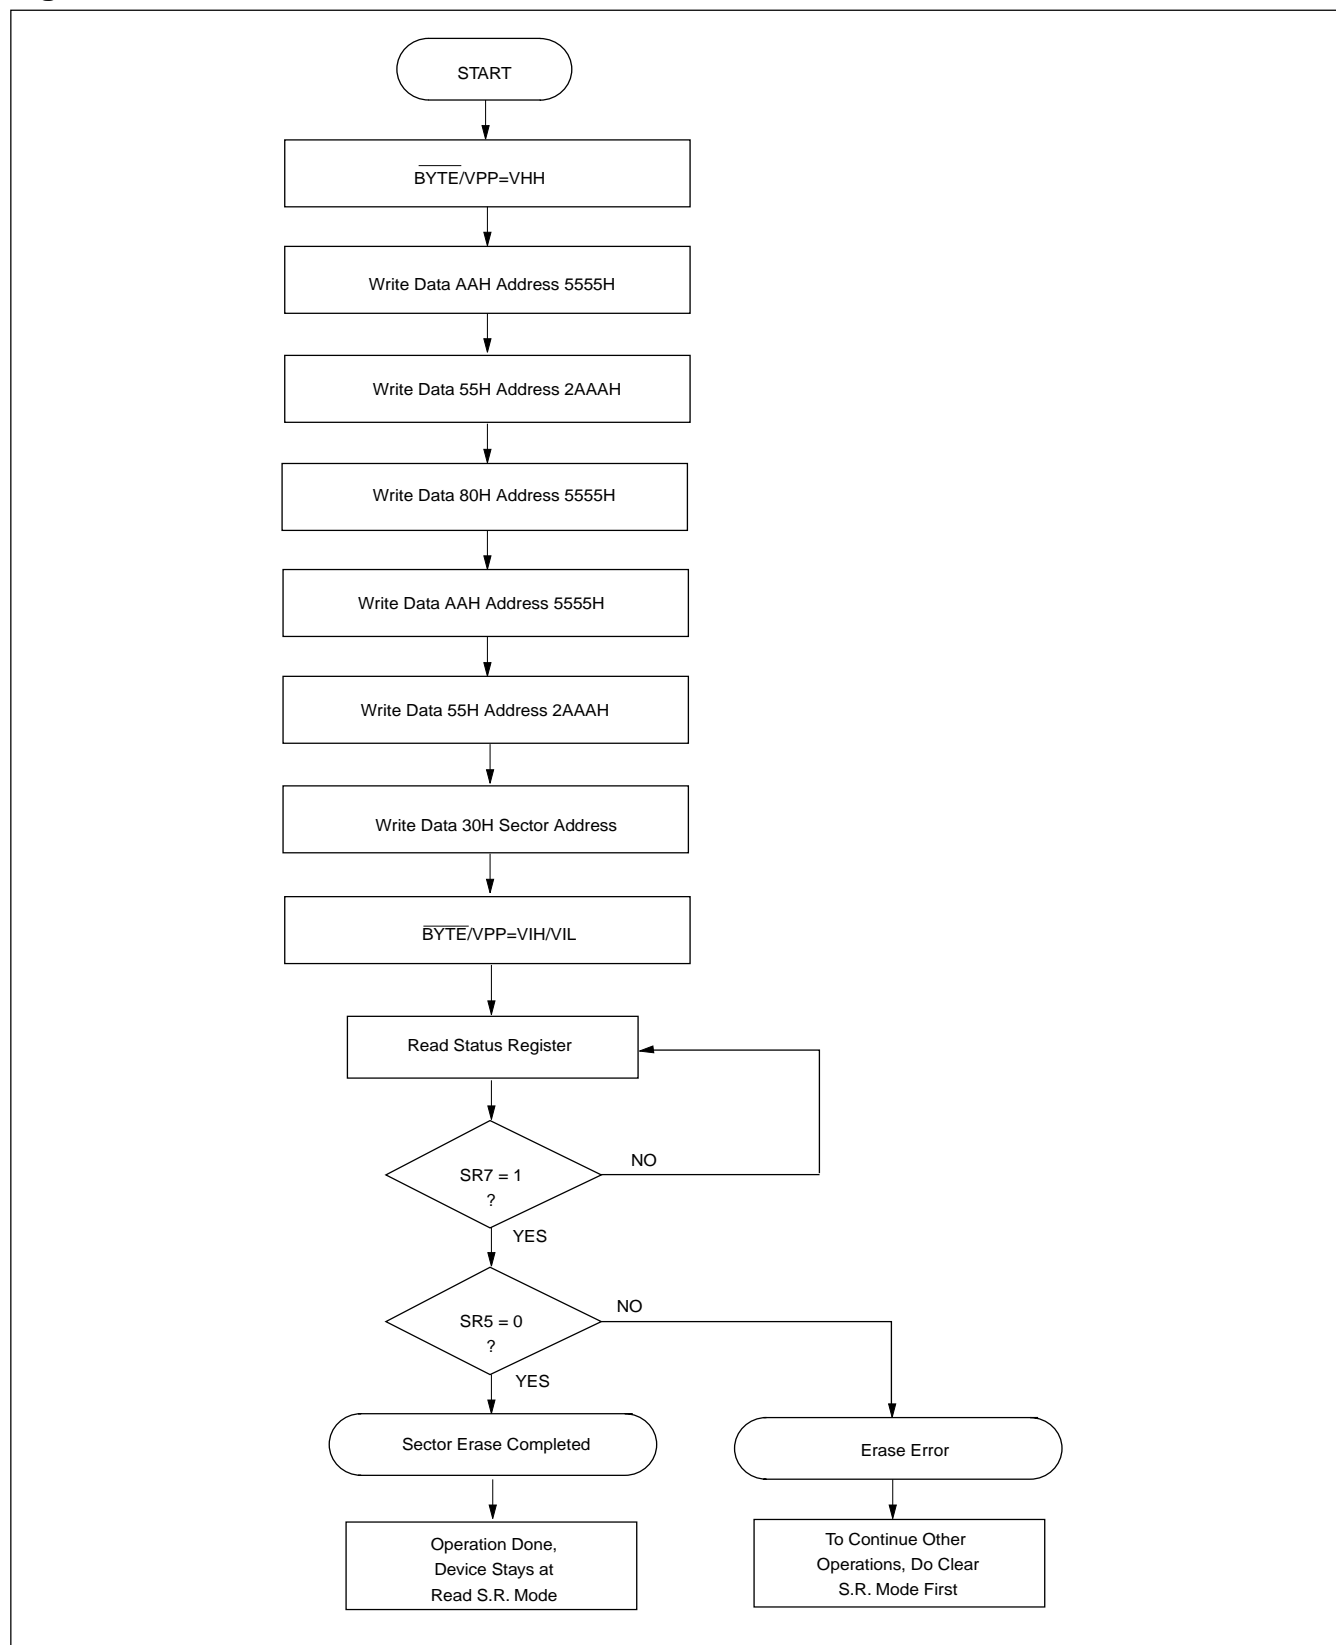 START
BYTE/VPP=VHH
Write Data AAH Address 5555H
Write Data 55H Address 2AAAH
Write Data 80H Address 5555H
Write Data AAH Address 5555H
Write Data 55H Address 2AAAH
Write Data 30H Sector Address
BYTE/VPP=VIH/VIL
Read Status Register
SR7 = 1
?
NO
YES
SR5 = 0
?
NO
YES
Sector Erase Completed
Erase Error
Operation Done,
Device Stays at
Read S.R. Mode
To Continue Other
Operations, Do Clear
S.R. Mode First